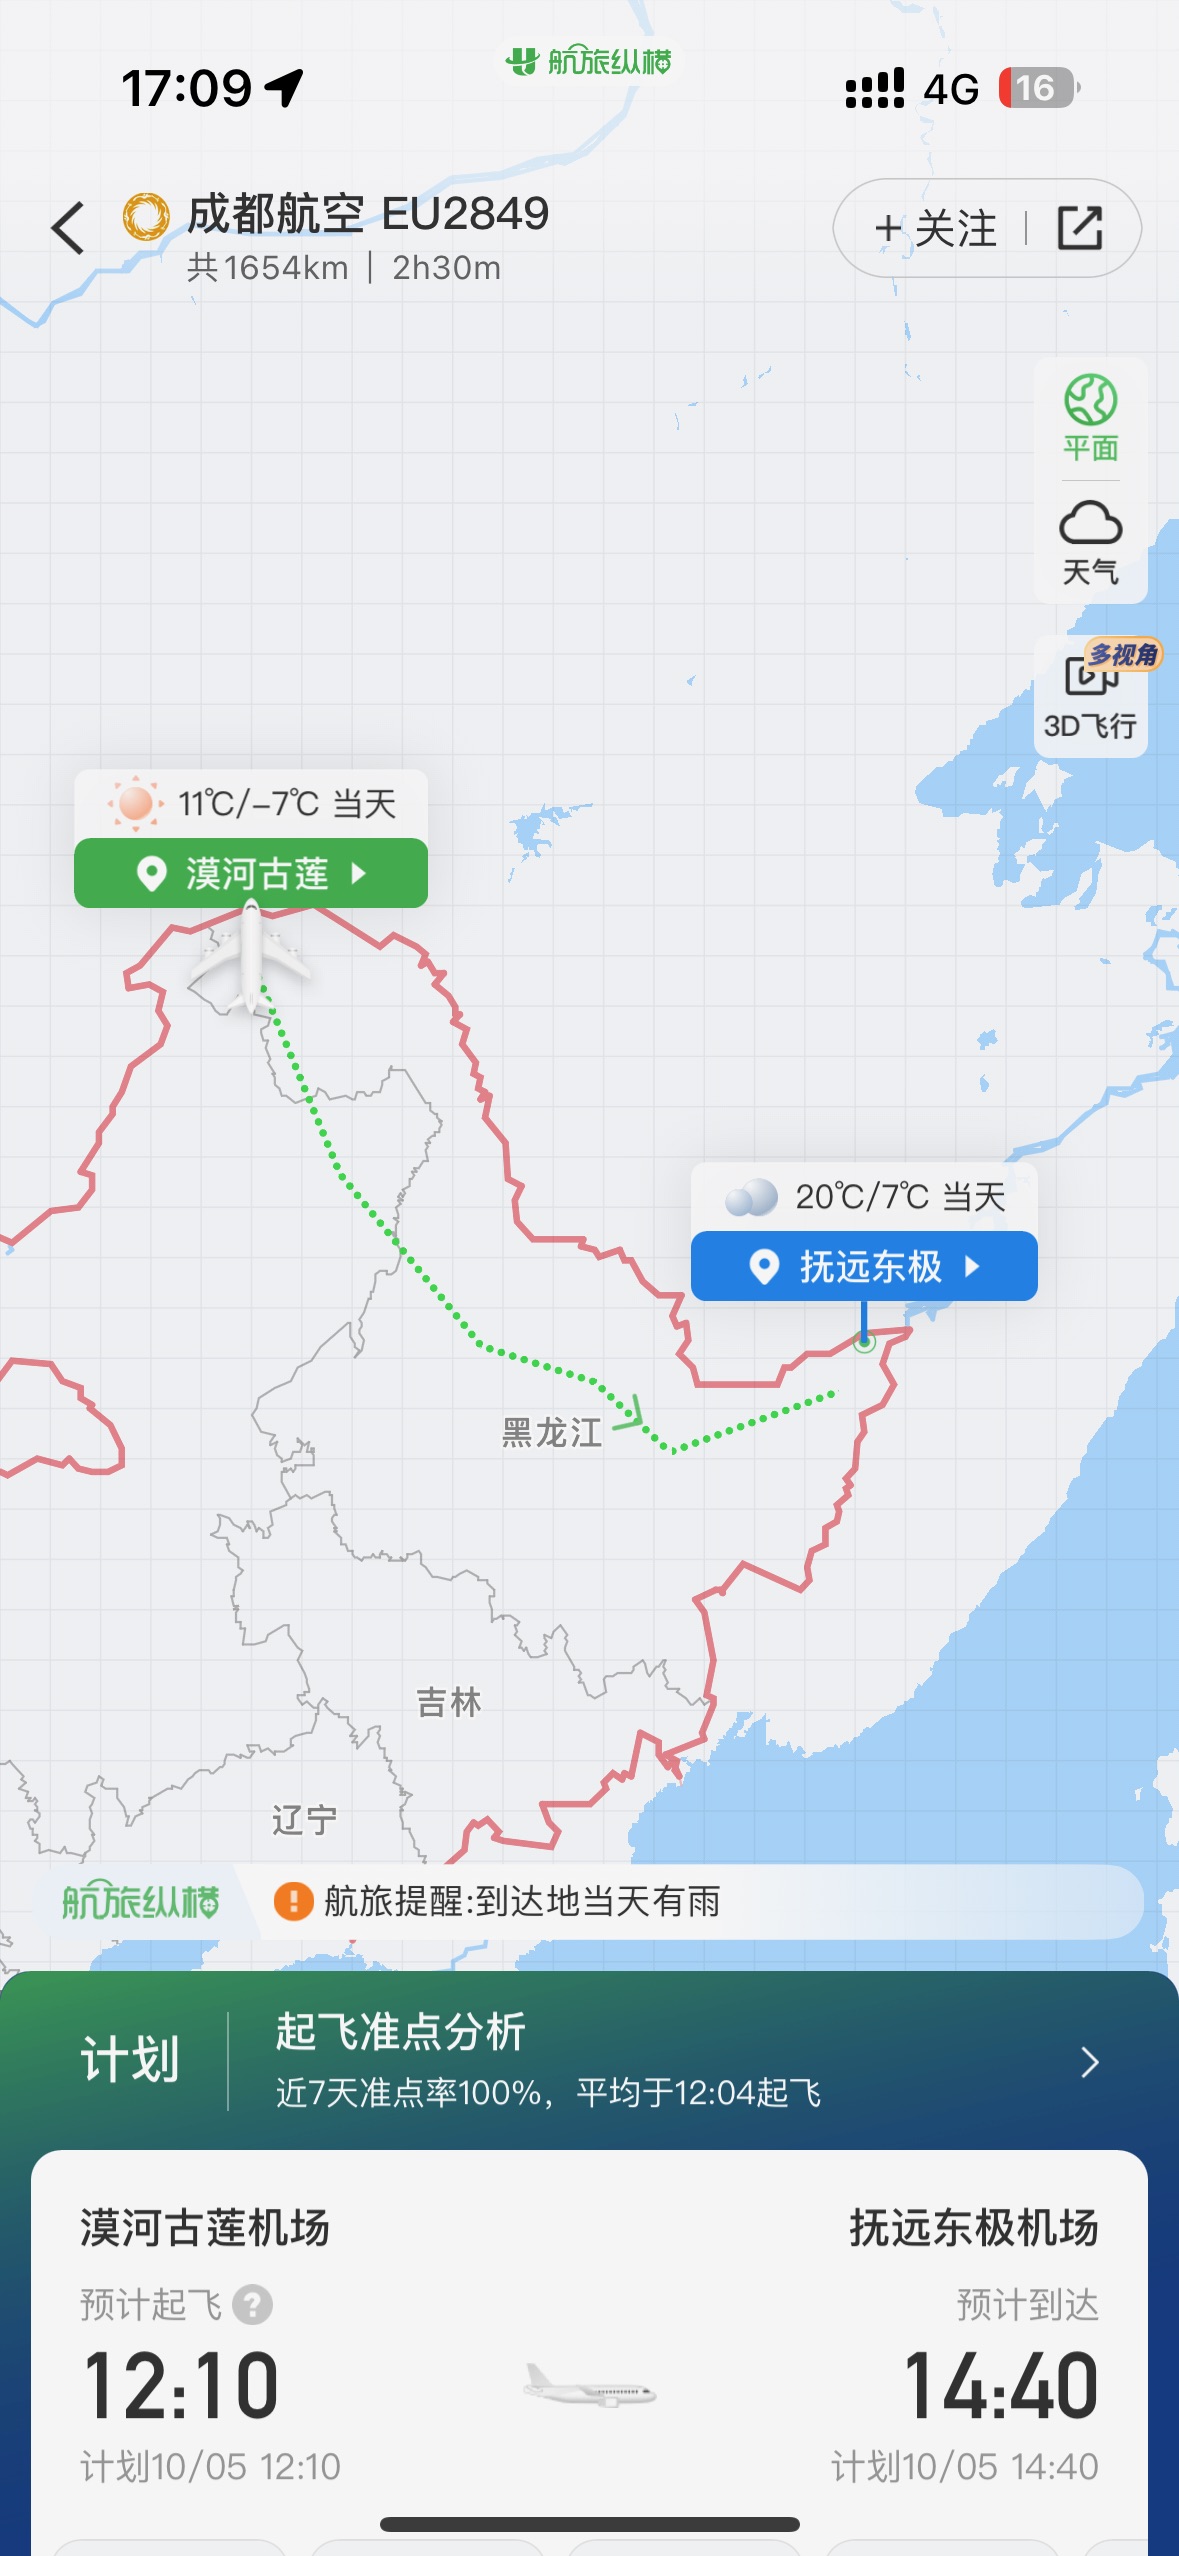 航旅纵横
17:09
4G
16
成都航空 EU2849
共1654km | 2h30m
+关注
平面
天气
多视角
3D飞行
11℃/-7℃ 当天
漠河古莲
20℃/7℃ 当天
抚远东极
黑龙江
吉林
辽宁
航旅纵横
航旅提醒:到达地当天有雨
计划
起飞准点分析
近7天准点率100%，平均于12:04起飞
漠河古莲机场
抚远东极机场
预计起飞 ?
预计到达
12:10
14:40
计划10/05 12:10
计划10/05 14:40